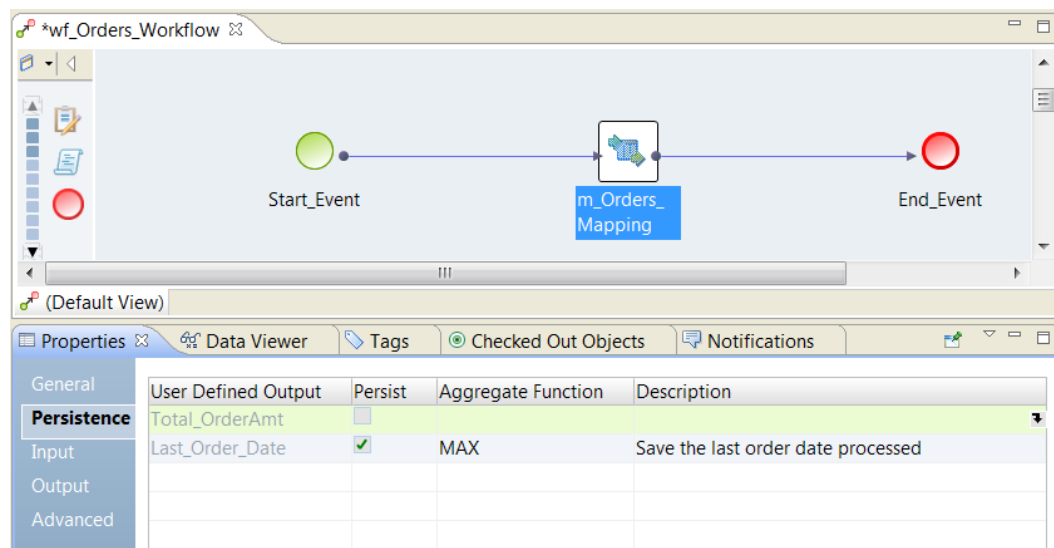 *wf_Orders_Workflow
Start_Event
m_Orders_
Mapping
End_Event
(Default View)
Properties Data Viewer Tags Checked Out Objects Notifications
General
User Defined Output Persist Aggregate Function Description
Persistence Total_OrderAmt
Input Last_Order_Date MAX Save the last order date processed
Output
Advanced